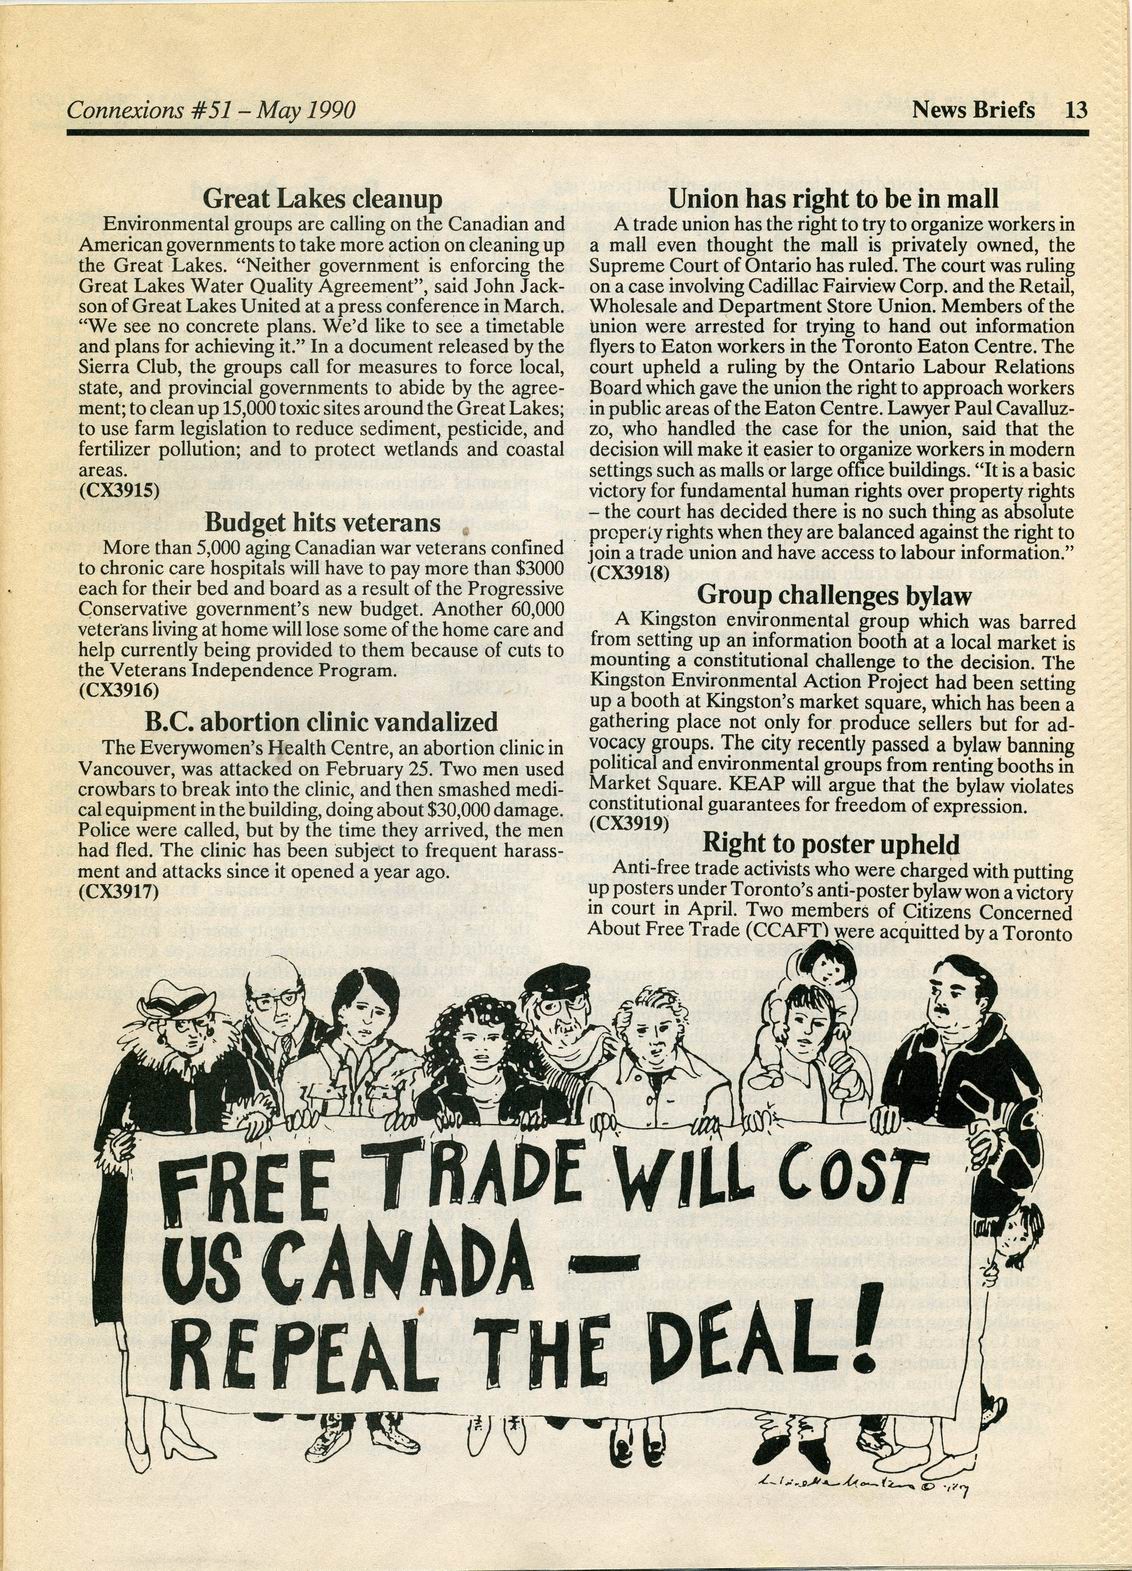 Connexions #51 – May 1990
News Briefs 13
Great Lakes cleanup
Environmental groups are calling on the Canadian and
American governments to take more action on cleaning up
the Great Lakes. “Neither government is enforcing the
Great Lakes Water Quality Agreement”, said John Jack-
son of Great Lakes United at a press conference in March.
“We see no concrete plans. We’d like to see a timetable
and plans for achieving it.” In a document released by the
Sierra Club, the groups call for measures to force local,
state, and provincial governments to abide by the agree-
ment; to clean up 15,000 toxic sites around the Great Lakes;
to use farm legislation to reduce sediment, pesticide, and
fertilizer pollution; and to protect wetlands and coastal
areas.
(CX3915)
Budget hits veterans
More than 5,000 aging Canadian war veterans confined
to chronic care hospitals will have to pay more than $3000
each for their bed and board as a result of the Progressive
Conservative government’s new budget. Another 60,000
veterans living at home will lose some of the home care and
help currently being provided to them because of cuts to
the Veterans Independence Program.
(CX3916)
B.C. abortion clinic vandalized
The Everywomen’s Health Centre, an abortion clinic in
Vancouver, was attacked on February 25. Two men used
crowbars to break into the clinic, and then smashed medi-
cal equipment in the building, doing about $30,000 damage.
Police were called, but by the time they arrived, the men
had fled. The clinic has been subject to frequent harass-
ment and attacks since it opened a year ago.
(CX3917)
Union has right to be in mall
A trade union has the right to try to organize workers in
a mall even thought the mall is privately owned, the
Supreme Court of Ontario has ruled. The court was ruling
on a case involving Cadillac Fairview Corp. and the Retail,
Wholesale and Department Store Union. Members of the
union were arrested for trying to hand out information
flyers to Eaton workers in the Toronto Eaton Centre. The
court upheld a ruling by the Ontario Labour Relations
Board which gave the union the right to approach workers
in public areas of the Eaton Centre. Lawyer Paul Cavalluz-
zo, who handled the case for the union, said that the
decision will make it easier to organize workers in modern
settings such as malls or large office buildings. “It is a basic
victory for fundamental human rights over property rights
– the court has decided there is no such thing as absolute
property rights when they are balanced against the right to
join a trade union and have access to labour information.”
(CX3918)
Group challenges bylaw
A Kingston environmental group which was barred
from setting up an information booth at a local market is
mounting a constitutional challenge to the decision. The
Kingston Environmental Action Project had been setting
up a booth at Kingston’s market square, which has been a
gathering place not only for produce sellers but for ad-
vocacy groups. The city recently passed a bylaw banning
political and environmental groups from renting booths in
Market Square. KEAP will argue that the bylaw violates
constitutional guarantees for freedom of expression.
(CX3919)
Right to poster upheld
Anti-free trade activists who were charged with putting
up posters under Toronto’s anti-poster bylaw won a victory
in court in April. Two members of Citizens Concerned
About Free Trade (CCAFT) were acquitted by a Toronto
FREE TRADE WILL COST
US CANADA —
REPEAL THE DEAL!